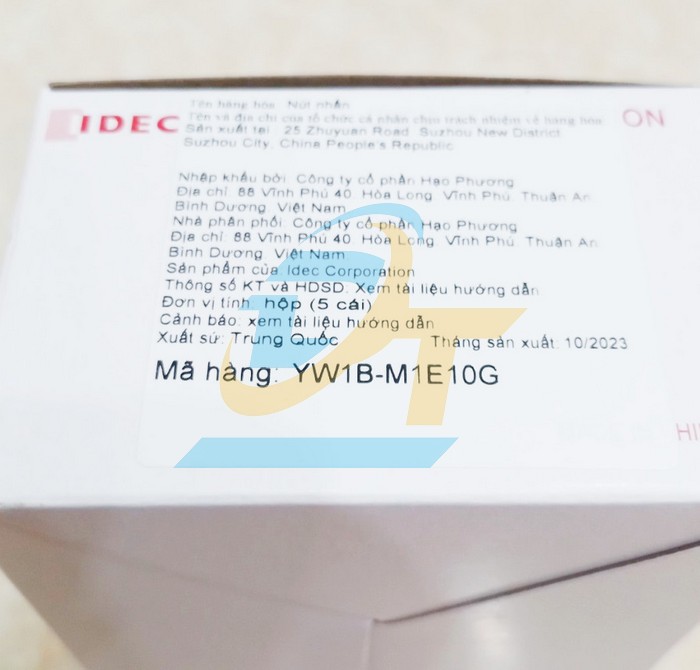 IDEC
Tên hàng hóa: Nút nhấn
Tên và địa chỉ của tổ chức cá nhân chịu trách nhiệm về hàng hóa
Sản xuất tại: 25 Zhuyuan Road, Suzhou New District
Suzhou City, China People's Republic
ON
Nhập khẩu bởi: Công ty cổ phần Hạo Phương
Địa chỉ: 88 Vĩnh Phú 40, Hòa Long, Vĩnh Phú, Thuận An
Bình Dương, Việt Nam
Nhà phân phối: Công ty cổ phần Hạo Phương
Địa chỉ: 88 Vĩnh Phú 40, Hòa Long, Vĩnh Phú, Thuận An
Bình Dương, Việt Nam
Sản phẩm của: Idec Corporation
Thông số KT và HDSD: Xem tài liệu hướng dẫn
Đơn vị tính: hộp (5 cái)
Cảnh báo: xem tài liệu hướng dẫn
Xuất sứ: Trung Quốc Tháng sản xuất: 10/2023
Mã hàng: YW1B-M1E10G